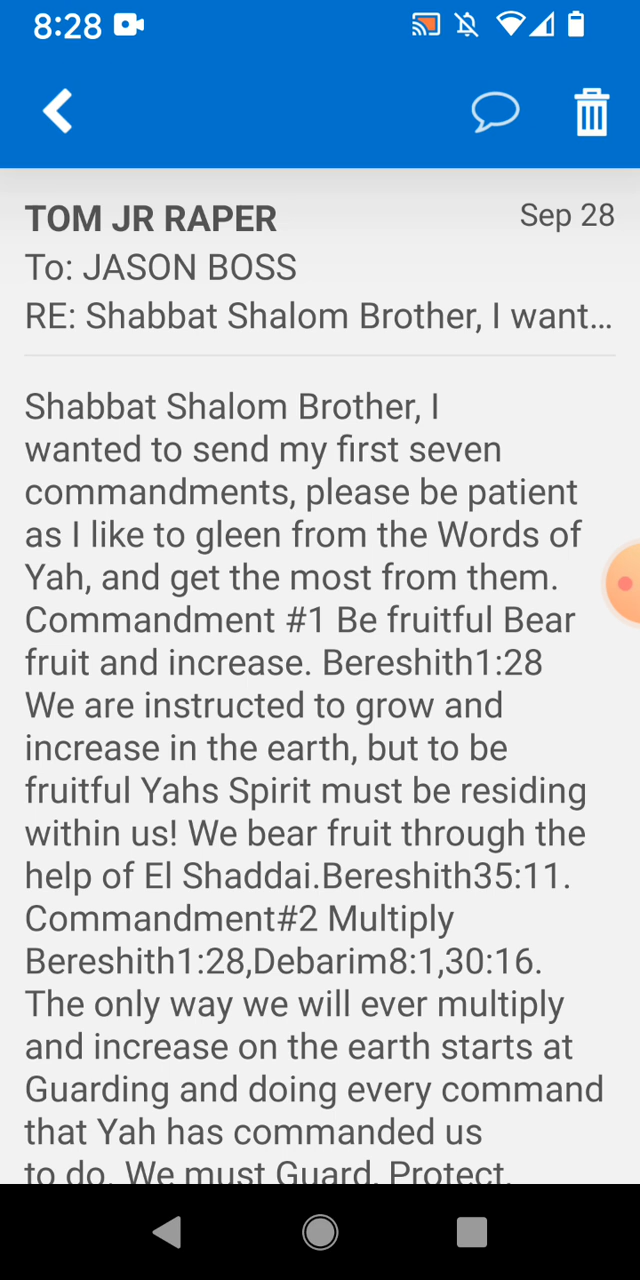 8:28
TOM JR RAPER
Sep 28
To: JASON BOSS
RE: Shabbat Shalom Brother, I want...
Shabbat Shalom Brother, I
wanted to send my first seven
commandments, please be patient
as I like to gleen from the Words of
Yah, and get the most from them.
Commandment #1 Be fruitful Bear
fruit and increase. Bereshith1:28
We are instructed to grow and
increase in the earth, but to be
fruitful Yahs Spirit must be residing
within us! We bear fruit through the
help of El Shaddai.Bereshith35:11.
Commandment#2 Multiply
Bereshith1:28,Debarim8:1,30:16.
The only way we will ever multiply
and increase on the earth starts at
Guarding and doing every command
that Yah has commanded us
to do. We must Guard, Protect,